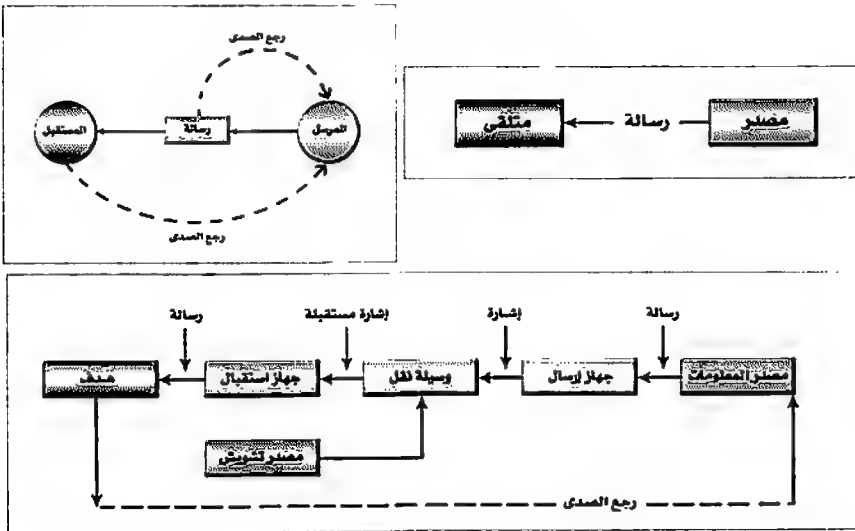 رجع الصدى
المرسل
رسالة
المستقبل
رجع الصدى
مصدر
رسالة
متلقى
رسالة
إشارة
إشارة مستقبلة
رسالة
مصدر المعلومات
جهاز إرسال
وسيلة نقل
جهاز استقبال
هدف
مصدر تشويش
رجع الصدى